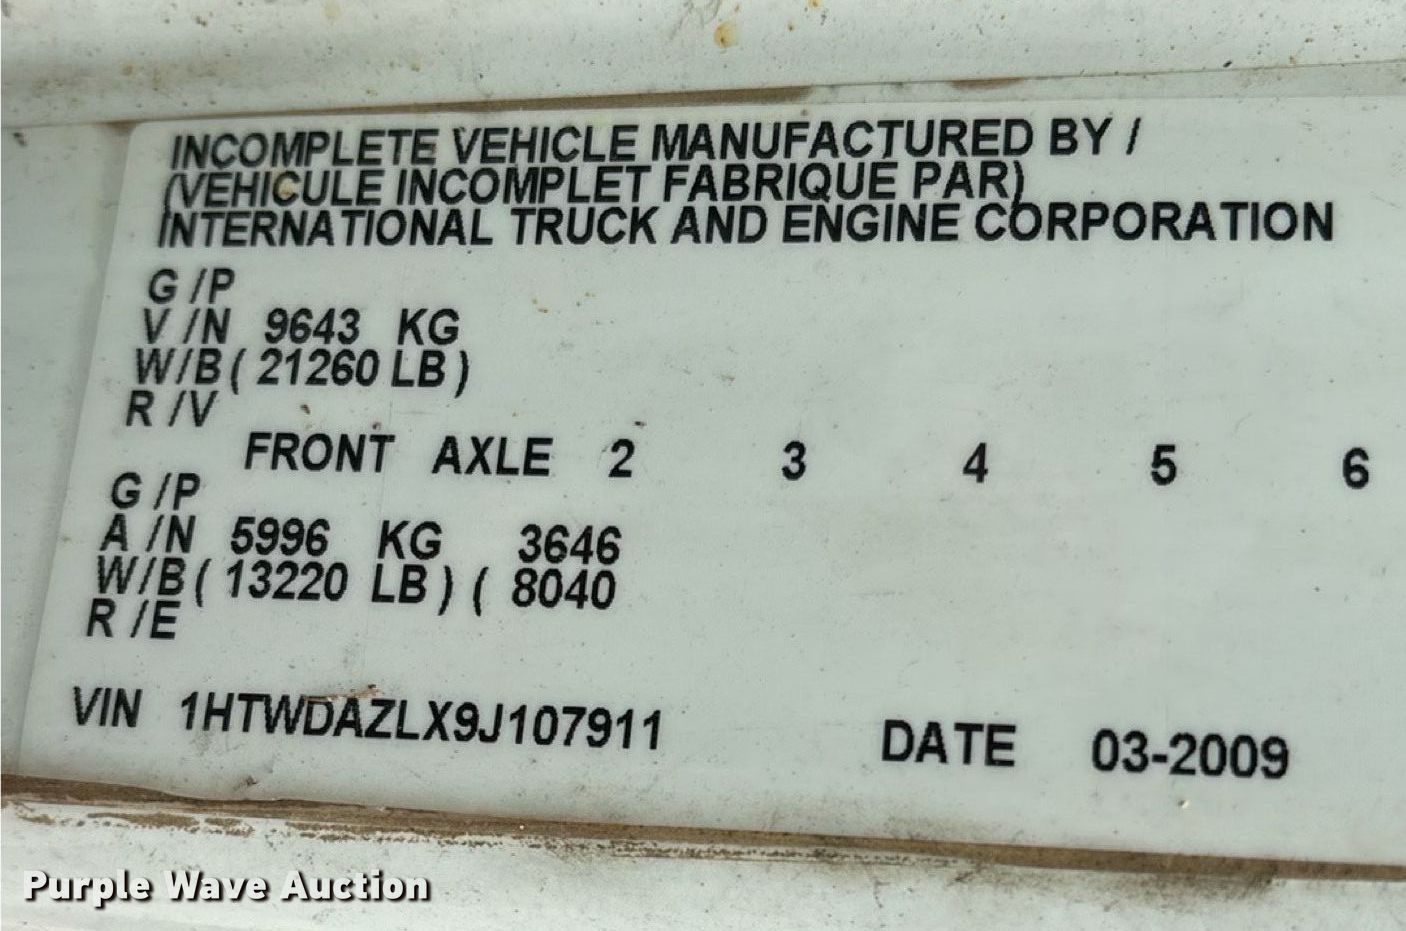 INCOMPLETE VEHICLE MANUFACTURED BY /
(VEHICULE INCOMPLET FABRIQUE PAR)
INTERNATIONAL TRUCK AND ENGINE CORPORATION
G /P
V /N 9643 KG
W/B ( 21260 LB )
R /V
FRONT AXLE 2 3 4 5 6
G /P
A /N 5996 KG 3646
W/B ( 13220 LB ) ( 8040
R /E
VIN 1HTWDAZLX9J107911 DATE 03-2009
Purple Wave Auction